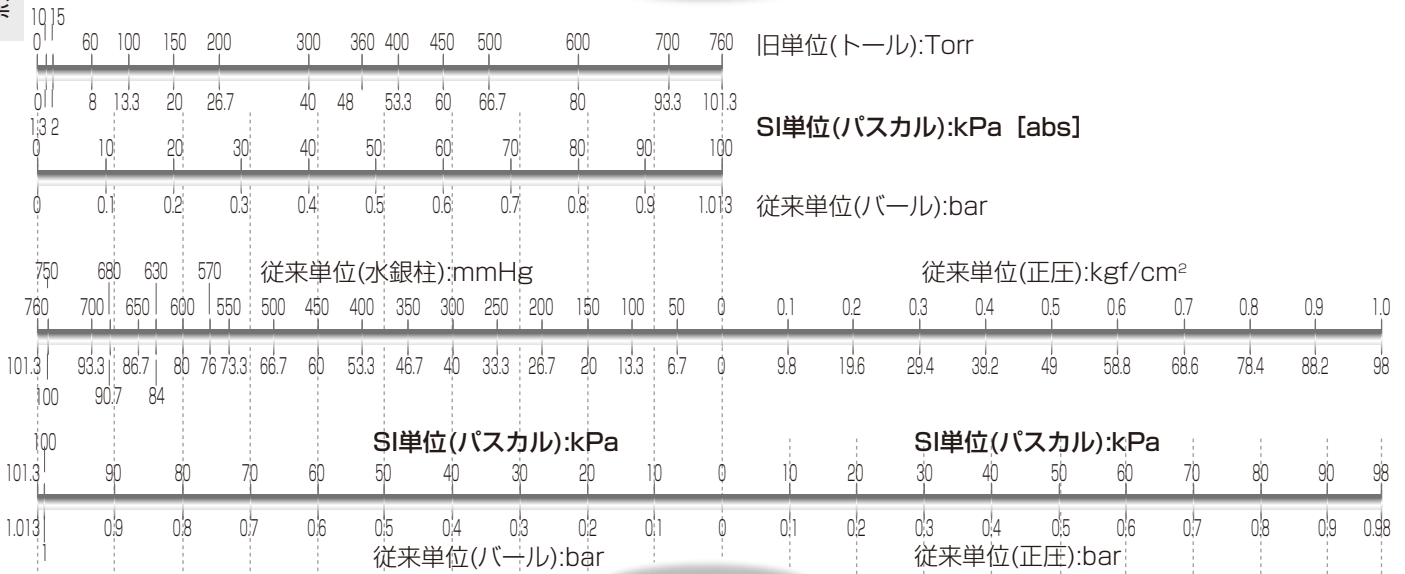 10 15
0 60 100 150 200 300 360 400 450 500 600 700 760 旧単位(トール):Torr
0 8 13.3 20 26.7 40 48 53.3 60 66.7 80 93.3 101.3
1.3 2
SI単位(パスカル):kPa [abs]
0 10 20 30 40 50 60 70 80 90 100
0 0.1 0.2 0.3 0.4 0.5 0.6 0.7 0.8 0.9 1.013 従来単位(バール):bar
750 680 630 570 従来単位(水銀柱):mmHg 従来単位(正圧):kgf/cm²
760 700 650 600 550 500 450 400 350 300 250 200 150 100 50 0 0.1 0.2 0.3 0.4 0.5 0.6 0.7 0.8 0.9 1.0
101.3 93.3 86.7 80 76 73.3 66.7 60 53.3 46.7 40 33.3 26.7 20 13.3 6.7 0 9.8 19.6 29.4 39.2 49 58.8 68.6 78.4 88.2 98
100 90.7 84
100 SI単位(パスカル):kPa SI単位(パスカル):kPa
101.3 90 80 70 60 50 40 30 20 10 0 10 20 30 40 50 60 70 80 90 98
1.013 0.9 0.8 0.7 0.6 0.5 0.4 0.3 0.2 0.1 0 0.1 0.2 0.3 0.4 0.5 0.6 0.7 0.8 0.9 0.98
1 従来単位(バール):bar 従来単位(正圧):bar